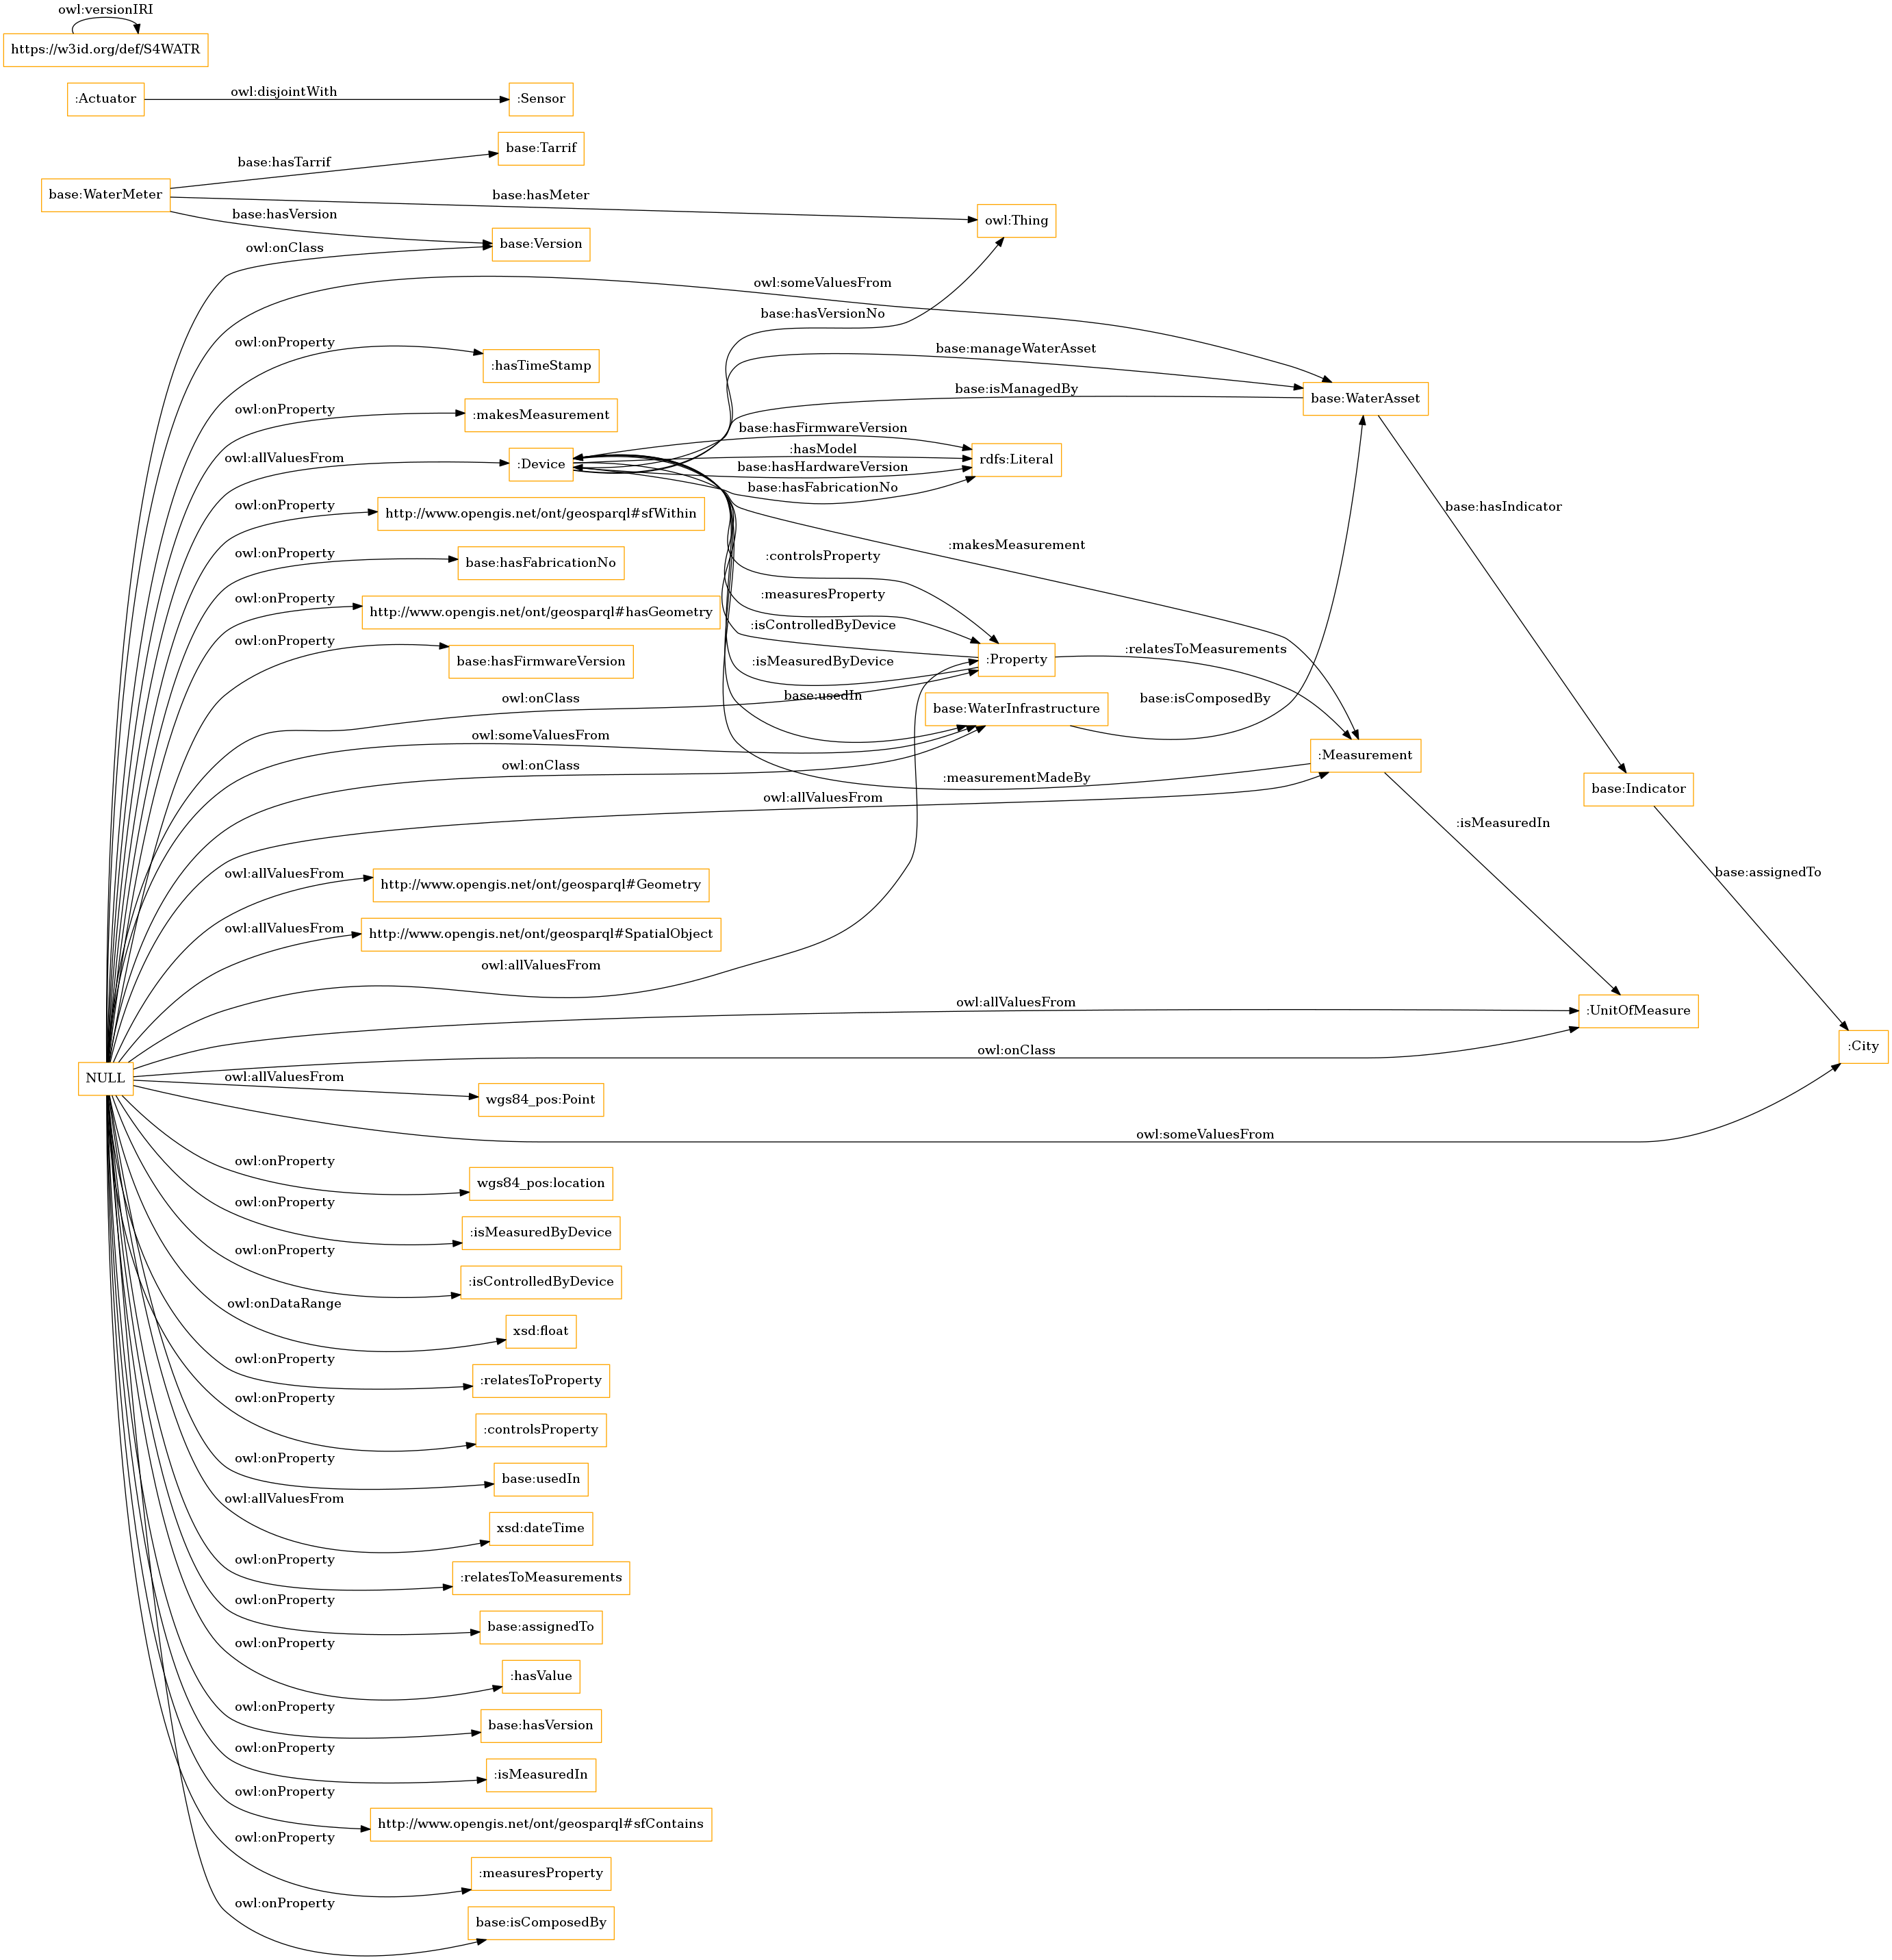 owl:versionIRI
https://w3id.org/def/S4WATR
:Actuator
owl:disjointWith
:Sensor
base:WaterMeter
base:hasTarrif
base:Tarrif
base:hasMeter
owl:Thing
base:hasVersion
base:Version
owl:onClass
owl:someValuesFrom
base:hasVersionNo
owl:onProperty
:hasTimeStamp
base:manageWaterAsset
base:isManagedBy
base:WaterAsset
owl:onProperty
:makesMeasurement
base:hasFirmwareVersion
:hasModel
base:hasHardwareVersion
base:hasFabricationNo
rdfs:Literal
owl:allValuesFrom
:Device
base:hasIndicator
owl:onProperty
http://www.opengis.net/ont/geosparql#sfWithin
:makesMeasurement
owl:onProperty
base:hasFabricationNo
:controlsProperty
owl:onProperty
http://www.opengis.net/ont/geosparql#hasGeometry
:measuresProperty
:isControlledByDevice
owl:onProperty
base:hasFirmwareVersion
:isMeasuredByDevice
:Property
:relatesToMeasurements
owl:onClass
base:usedIn
base:WaterInfrastructure
base:isComposedBy
owl:someValuesFrom
owl:onClass
:Measurement
:measurementMadeBy
base:Indicator
owl:allValuesFrom
:isMeasuredIn
owl:allValuesFrom
http://www.opengis.net/ont/geosparql#Geometry
base:assignedTo
owl:allValuesFrom
http://www.opengis.net/ont/geosparql#SpatialObject
owl:allValuesFrom
owl:allValuesFrom
:UnitOfMeasure
owl:onClass
:City
NULL
owl:allValuesFrom
wgs84_pos:Point
owl:someValuesFrom
owl:onProperty
wgs84_pos:location
owl:onProperty
:isMeasuredByDevice
owl:onProperty
:isControlledByDevice
owl:onDataRange
xsd:float
owl:onProperty
:relatesToProperty
owl:onProperty
:controlsProperty
owl:onProperty
base:usedIn
owl:allValuesFrom
xsd:dateTime
owl:onProperty
:relatesToMeasurements
owl:onProperty
base:assignedTo
owl:onProperty
:hasValue
owl:onProperty
base:hasVersion
owl:onProperty
:isMeasuredIn
owl:onProperty
http://www.opengis.net/ont/geosparql#sfContains
owl:onProperty
:measuresProperty
owl:onProperty
base:isComposedBy